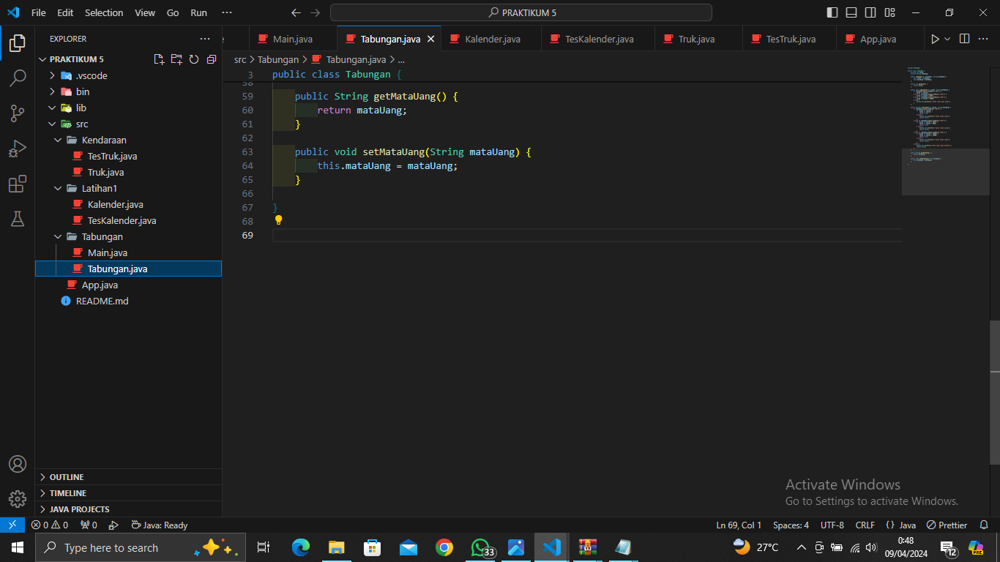 File Edit Selection View Go Run ··· PRAKTIKUM 5
EXPLORER
PRAKTIKUM 5
.vscode
bin
lib
src
Kendaraan
TesTruk.java
Truk.java
Latihan1
Kalender.java
TesKalender.java
Tabungan
Main.java
Tabungan.java
App.java
README.md
OUTLINE
TIMELINE
JAVA PROJECTS
Main.java Tabungan.java Kalender.java TesKalender.java Truk.java TesTruk.java App.java
src > Tabungan > Tabungan.java > ...
3 public class Tabungan {
58
59 public String getMataUang() {
60 return mataUang;
61 }
62
63 public void setMataUang(String mataUang) {
64 this.mataUang = mataUang;
65 }
66
67 }
68
69
Activate Windows
Go to Settings to activate Windows.
0 0 0 Java: Ready Ln 69, Col 1 Spaces: 4 UTF-8 CRLF {} Java Prettier
Type here to search 33 27°C 0:48 12 PRE
09/04/2024